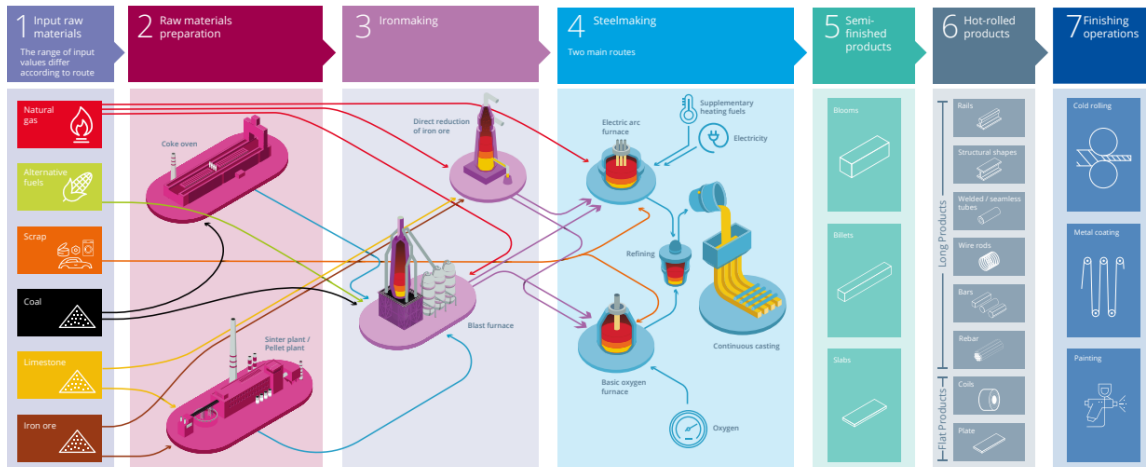 1 Input raw
materials
The range of input
values differ
according to route
2 Raw materials
preparation
3 Ironmaking
4 Steelmaking
Two main routes
5 Semi-
finished
products
6 Hot-rolled
products
7 Finishing
operations
Natural
gas
Alternative
fuels
Scrap
Coal
Limestone
Iron ore
Coke oven
Sinter plant /
Pellet plant
Direct reduction
of iron ore
Blast furnace
Electric arc
furnace
Supplementary
heating fuels
Electricity
Refining
Continuous casting
Basic oxygen
furnace
Oxygen
Blooms
Billets
Slabs
Long Products
Rails
Structural shapes
Welded / seamless
tubes
Wire rods
Bars
Rebar
Flat Products
Coils
Plate
Cold rolling
Metal coating
Painting